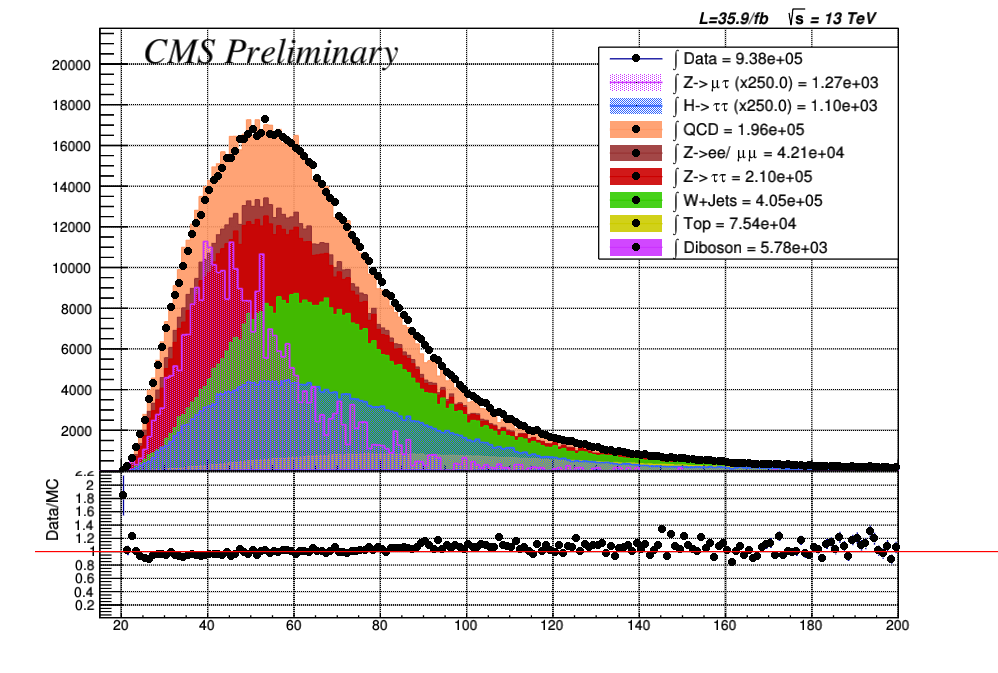 L=35.9/fb √s = 13 TeV
CMS Preliminary
∫ Data = 9.38e+05
∫ Z->μτ (x250.0) = 1.27e+03
∫ H->ττ (x250.0) = 1.10e+03
∫ QCD = 1.96e+05
∫ Z->ee/ μμ = 4.21e+04
∫ Z->ττ = 2.10e+05
∫ W+Jets = 4.05e+05
∫ Top = 7.54e+04
∫ Diboson = 5.78e+03
20000
18000
16000
14000
12000
10000
8000
6000
4000
2000
Data/MC
2
1.8
1.6
1.4
1.2
1
0.8
0.6
0.4
0.2
20 40 60 80 100 120 140 160 180 200